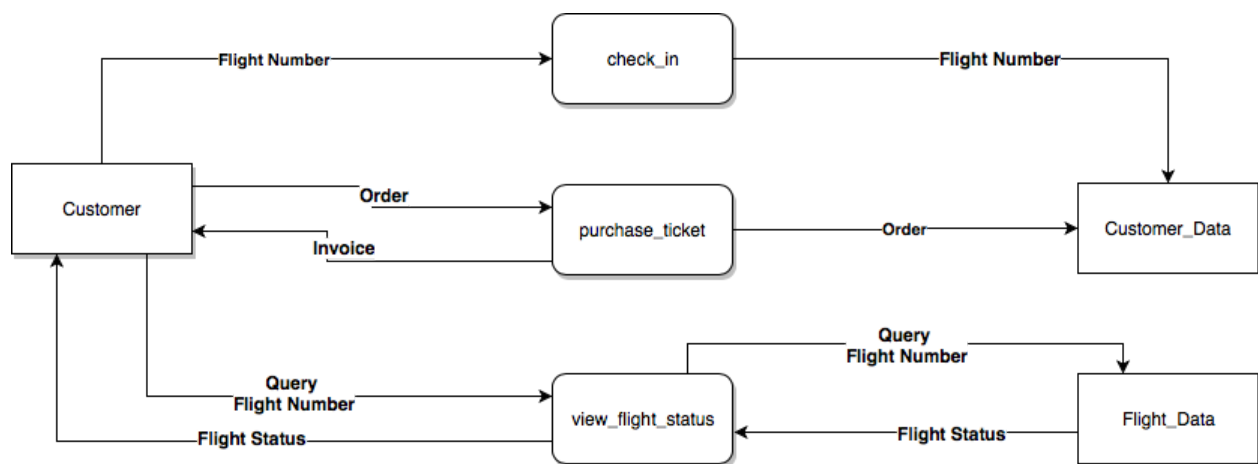 check_in
Flight Number
Flight Number
Customer
Order
purchase_ticket
Order
Customer_Data
Invoice
Query
Flight Number
Query
Flight Number
view_flight_status
Flight_Data
Flight Status
Flight Status